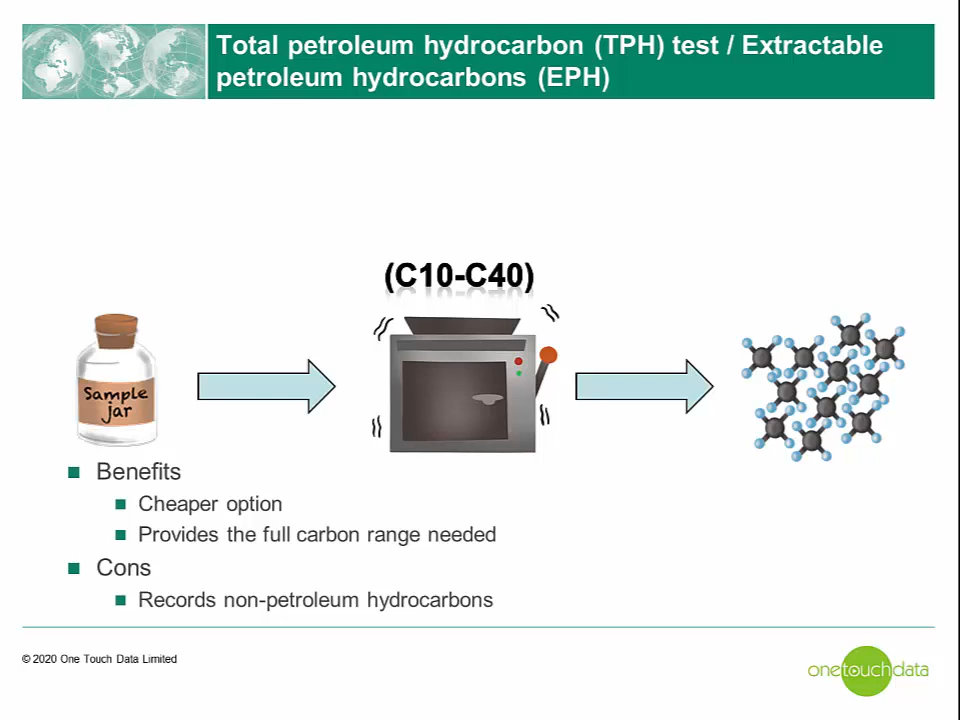 Total petroleum hydrocarbon (TPH) test / Extractable
petroleum hydrocarbons (EPH)
(C10-C40)
Sample
jar
Benefits
Cheaper option
Provides the full carbon range needed
Cons
Records non-petroleum hydrocarbons
© 2020 One Touch Data Limited
onetouchdata